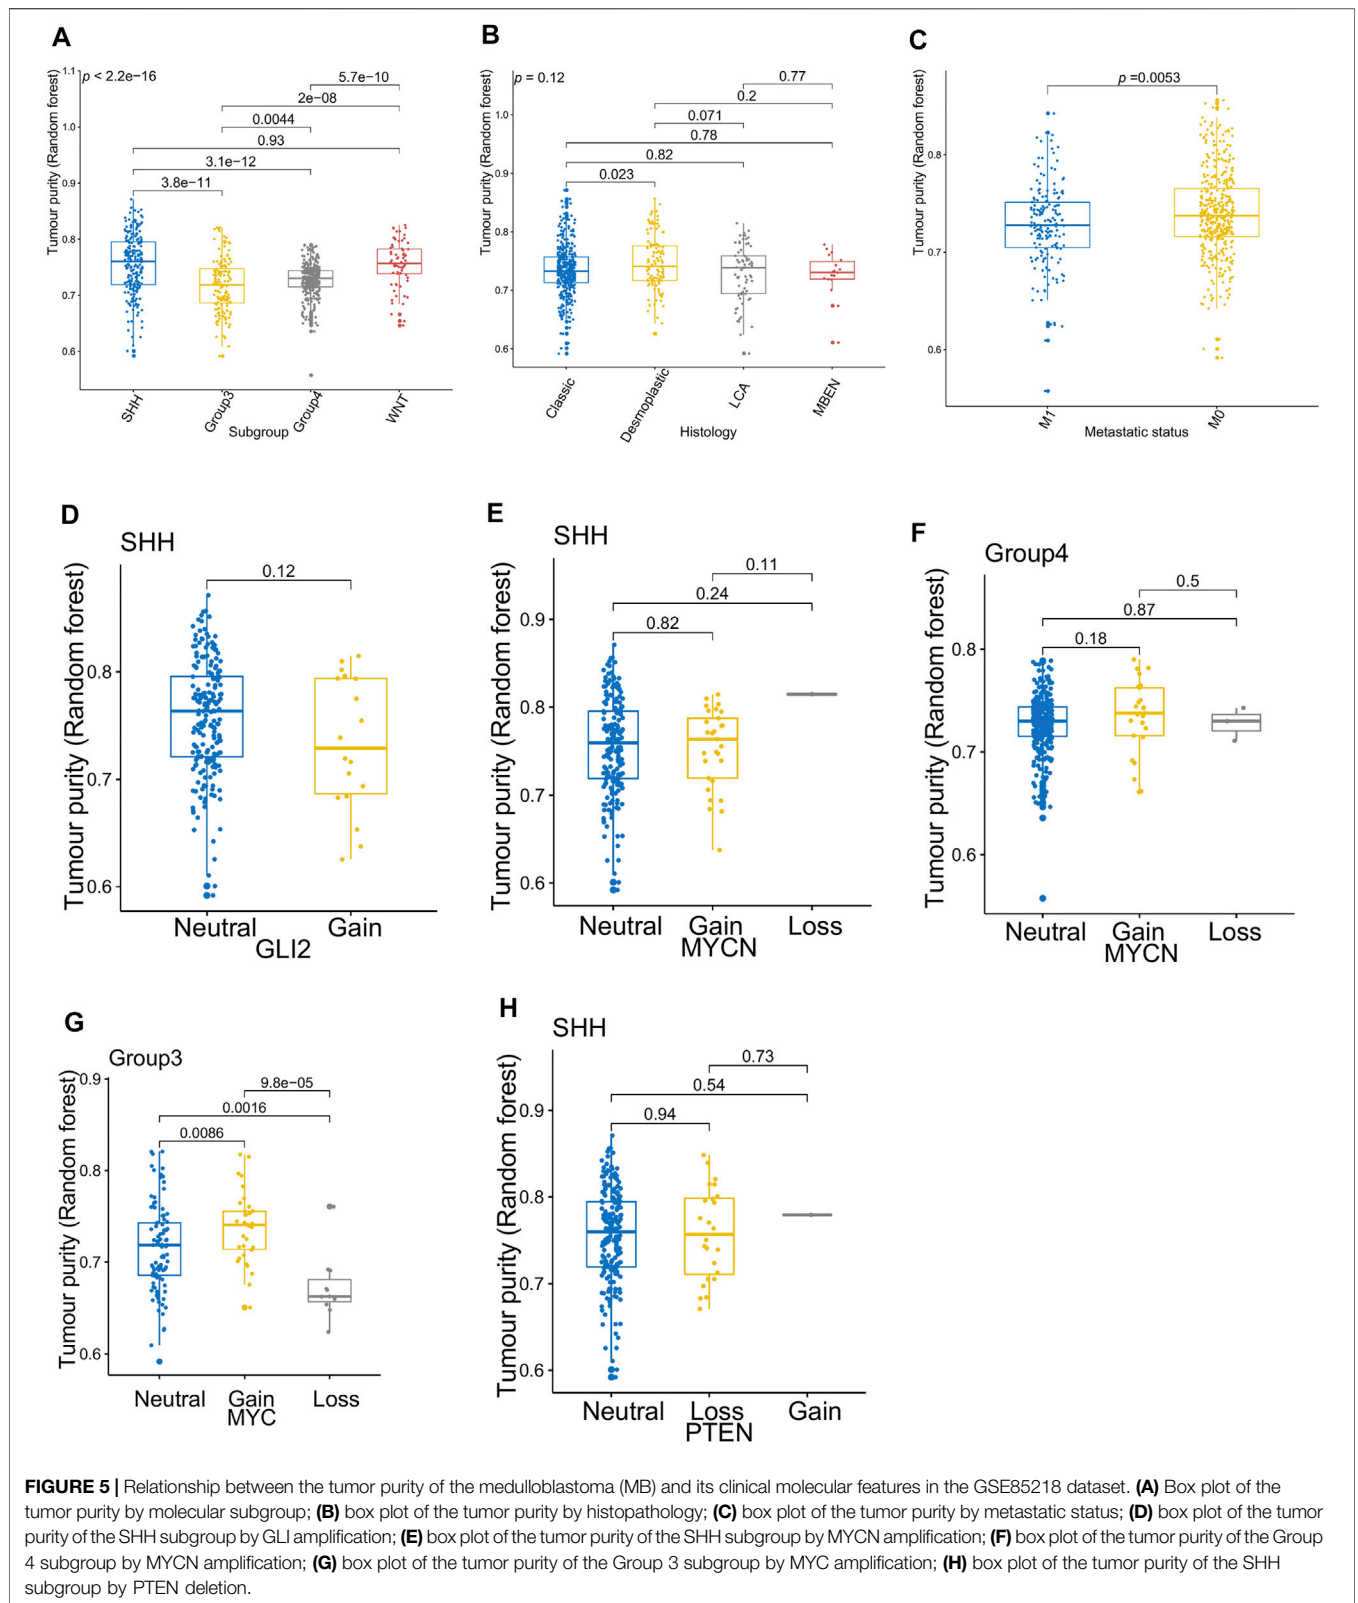 A
Tumour purity (Random forest)
p < 2.2e−16
5.7e−10
2e−08
0.0044
0.93
3.1e−12
3.8e−11
1.1
1.0
0.9
0.8
0.7
0.6
SHH
Group3
Group4
WNT
Subgroup
B
Tumour purity (Random forest)
p = 0.12
0.77
0.2
0.071
0.78
0.82
0.023
1.0
0.9
0.8
0.7
0.6
Classic
Desmoplastic
LCA
MBEN
Histology
C
Tumour purity (Random forest)
p =0.0053
0.8
0.7
0.6
M1
M0
Metastatic status
D
SHH
Tumour purity (Random forest)
0.12
0.8
0.7
0.6
Neutral Gain
GLI2
E
SHH
Tumour purity (Random forest)
0.11
0.24
0.82
0.9
0.8
0.7
0.6
Neutral Gain Loss
MYCN
F
Group4
Tumour purity (Random forest)
0.5
0.87
0.18
0.8
0.7
0.6
Neutral Gain Loss
MYCN
G
Group3
Tumour purity (Random forest)
9.8e−05
0.0016
0.0086
0.9
0.8
0.7
0.6
Neutral Gain Loss
MYC
H
SHH
Tumour purity (Random forest)
0.73
0.54
0.94
0.9
0.8
0.7
0.6
Neutral Loss Gain
PTEN
FIGURE 5 | Relationship between the tumor purity of the medulloblastoma (MB) and its clinical molecular features in the GSE85218 dataset. (A) Box plot of the
tumor purity by molecular subgroup; (B) box plot of the tumor purity by histopathology; (C) box plot of the tumor purity by metastatic status; (D) box plot of the tumor
purity of the SHH subgroup by GLI amplification; (E) box plot of the tumor purity of the SHH subgroup by MYCN amplification; (F) box plot of the tumor purity of the Group
4 subgroup by MYCN amplification; (G) box plot of the tumor purity of the Group 3 subgroup by MYC amplification; (H) box plot of the tumor purity of the SHH
subgroup by PTEN deletion.